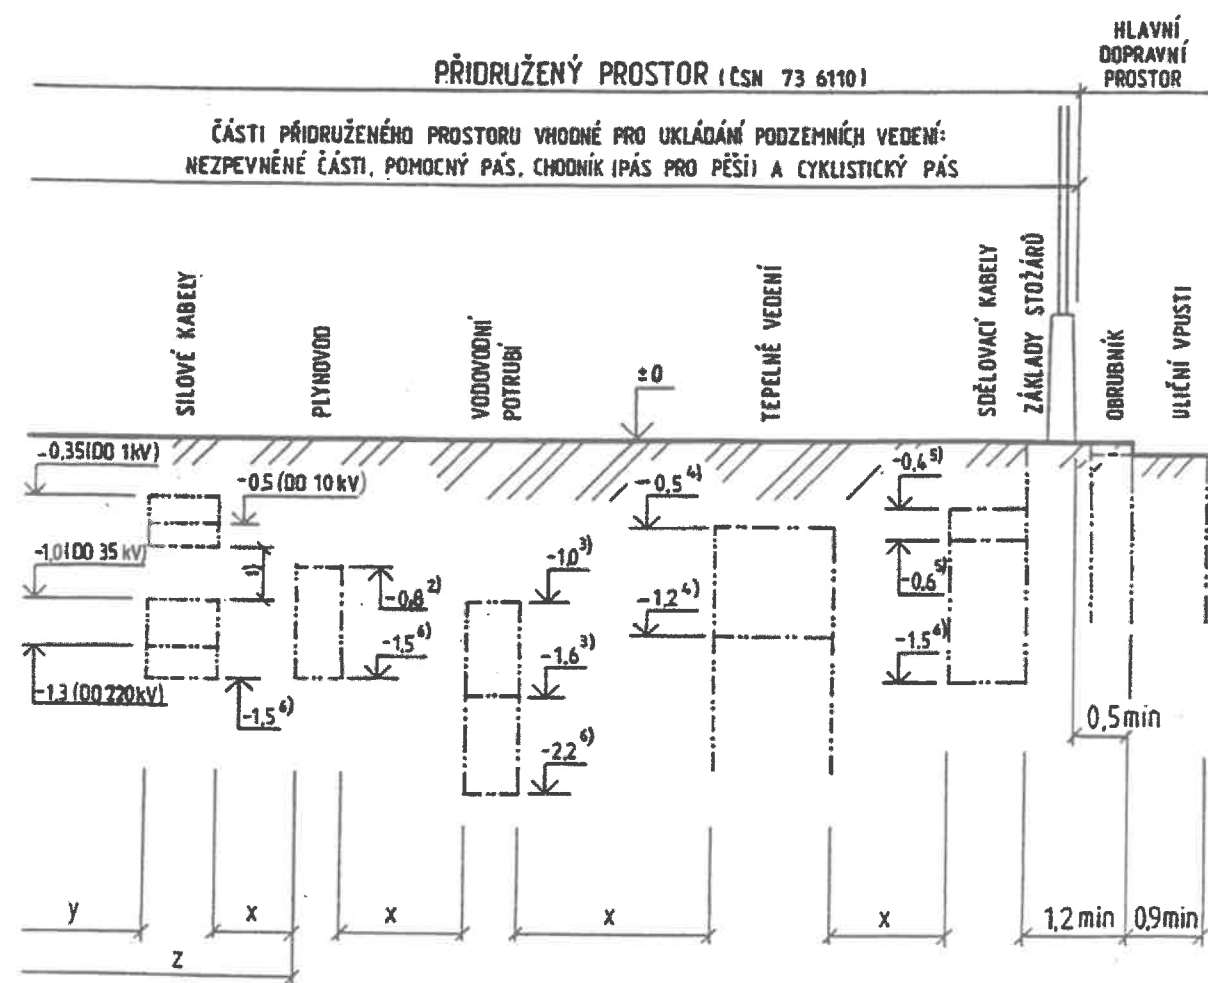 HLAVNÍ
DOPRAVNÍ
PROSTOR
PŘIDRUŽENÝ PROSTOR (ČSN 73 6110)
ČÁSTI PŘIDRUŽENÉHO PROSTORU VHODNÉ PRO UKLÁDÁNÍ PODZEMNÍCH VEDENÍ:
NEZPEVNĚNÉ ČÁSTI, POMOCNÝ PÁS, CHODNÍK (PÁS PRO PĚŠÍ) A CYKLISTICKÝ PÁS
SILOVÉ KABELY
PLYNOVOD
VODOVODNÍ
POTRUBÍ
TEPELNÉ VEDENÍ
SDĚLOVACÍ KABELY
ZÁKLADY STOŽÁRŮ
OBRUBNÍK
ULIČNÍ VPUSTI
±0
-0,35(DO 1kV)
-0,5 (DO 10 kV)
-1,0(DO 35 kV)
-1,3 (DO 220kV)
1)
-1,5 6)
-0,8 2)
-1,5 6)
-1,0 3)
-1,6 3)
-2,2 6)
-0,5 4)
-1,2 4)
-0,4 5)
-0,6 5)
-1,5 6)
0,5min
y
x
x
x
x
1,2 min
0,9min
z